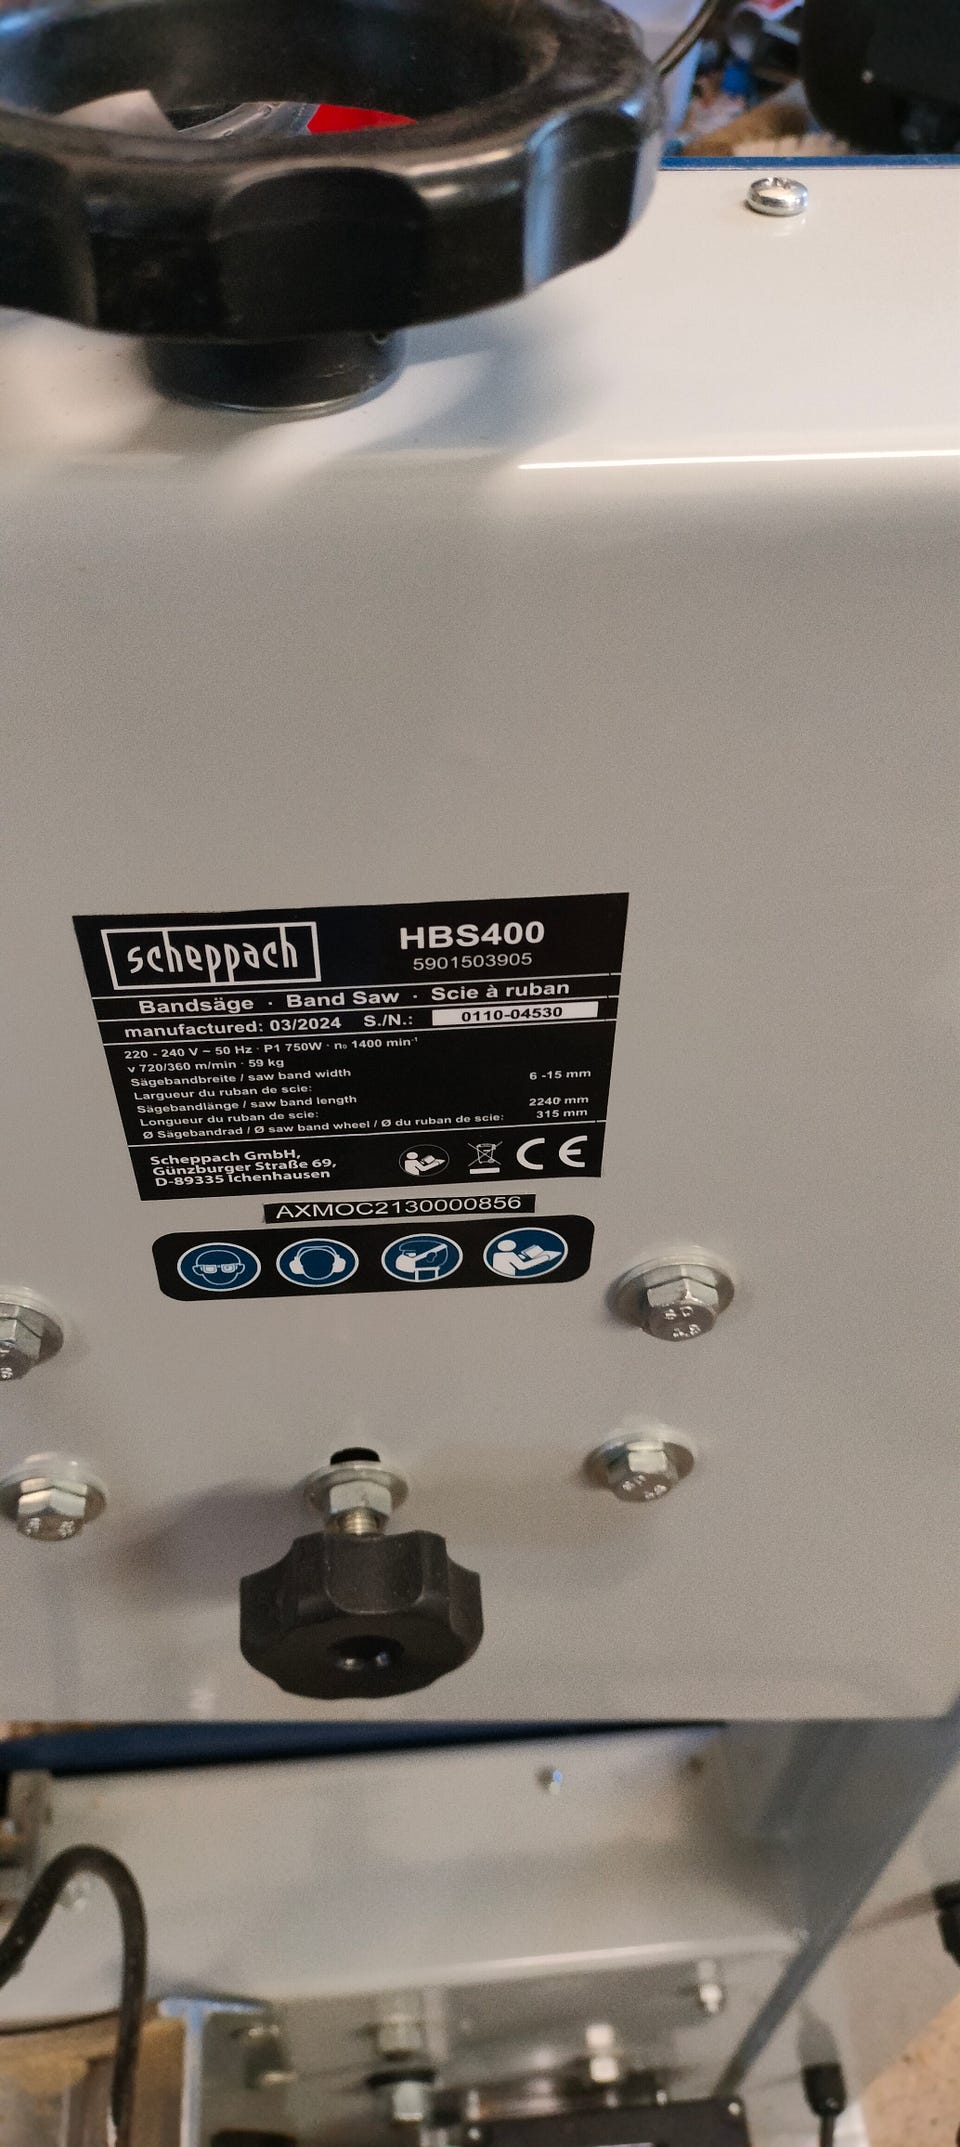 scheppach
HBS400
5901503905
Bandsäge · Band Saw · Scie à ruban
manufactured: 03/2024 S./N.: 0110-04530
220 - 240 V ~ 50 Hz · P1 750W · n₀ 1400 min⁻¹
v 720/360 m/min · 59 kg
Sägebandbreite / saw band width
Largeur du ruban de scie: 6 -15 mm
Sägebandlänge / saw band length
Longueur du ruban de scie: 2240 mm
Ø Sägebandrad / Ø saw band wheel / Ø du ruban de scie: 315 mm
Scheppach GmbH,
Günzburger Straße 69,
D-89335 Ichenhausen
CE
AXMOC2130000856